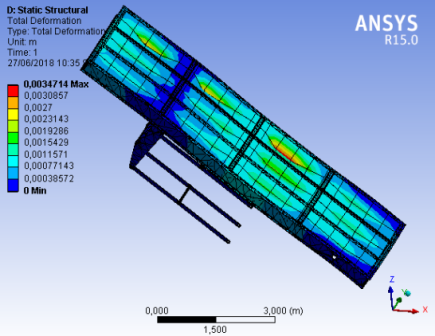 D: Static Structural
Total Deformation
Type: Total Deformation
Unit: m
Time: 1
27/06/2018 10:35
0,0034714 Max
0,0030857
0,0027
0,0023143
0,0019286
0,0015429
0,0011571
0,00077143
0,00038572
0 Min
ANSYS
R15.0
0,000
3,000 (m)
1,500
Z
X